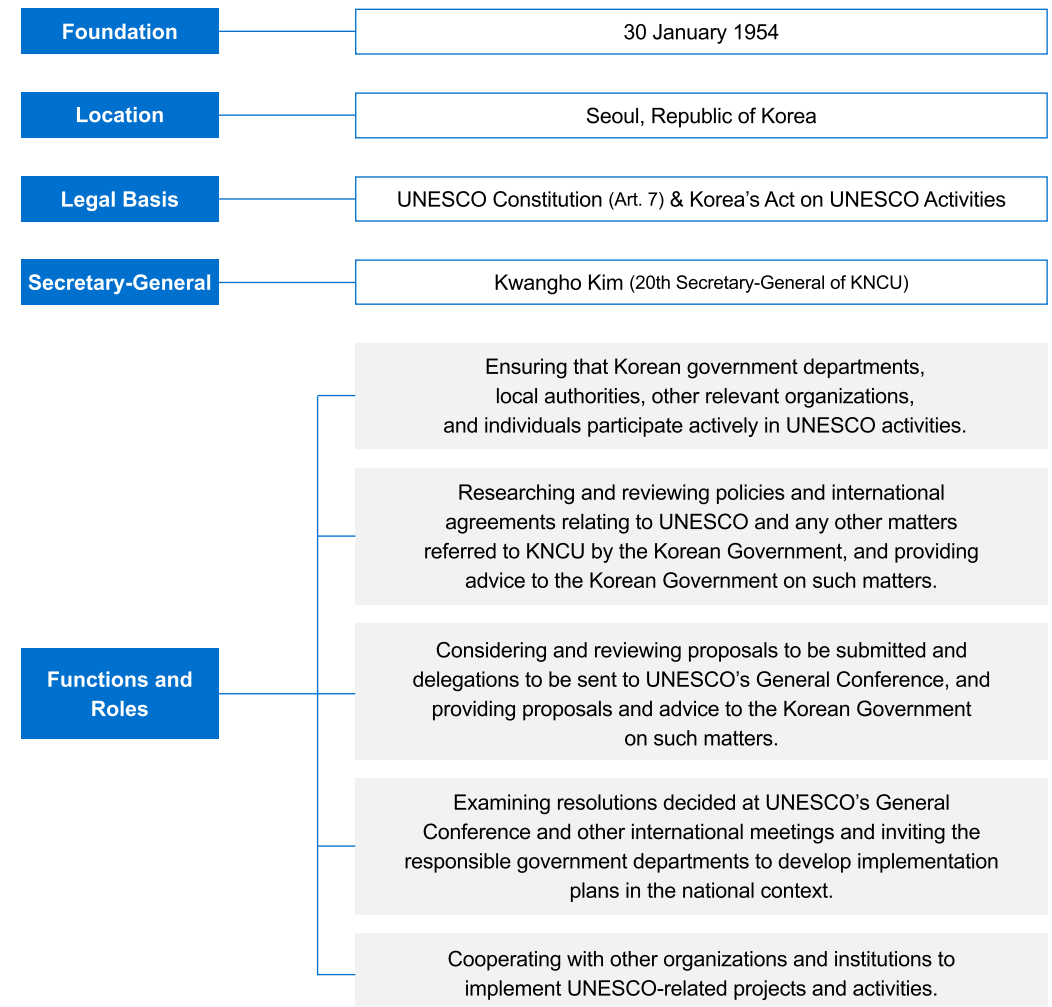 Foundation
30 January 1954
Location
Seoul, Republic of Korea
Legal Basis
UNESCO Constitution (Art. 7) & Korea’s Act on UNESCO Activities
Secretary-General
Kwangho Kim (20th Secretary-General of KNCU)
Functions and
Roles
Ensuring that Korean government departments,
local authorities, other relevant organizations,
and individuals participate actively in UNESCO activities.
Researching and reviewing policies and international
agreements relating to UNESCO and any other matters
referred to KNCU by the Korean Government, and providing
advice to the Korean Government on such matters.
Considering and reviewing proposals to be submitted and
delegations to be sent to UNESCO’s General Conference, and
providing proposals and advice to the Korean Government
on such matters.
Examining resolutions decided at UNESCO’s General
Conference and other international meetings and inviting the
responsible government departments to develop implementation
plans in the national context.
Cooperating with other organizations and institutions to
implement UNESCO-related projects and activities.